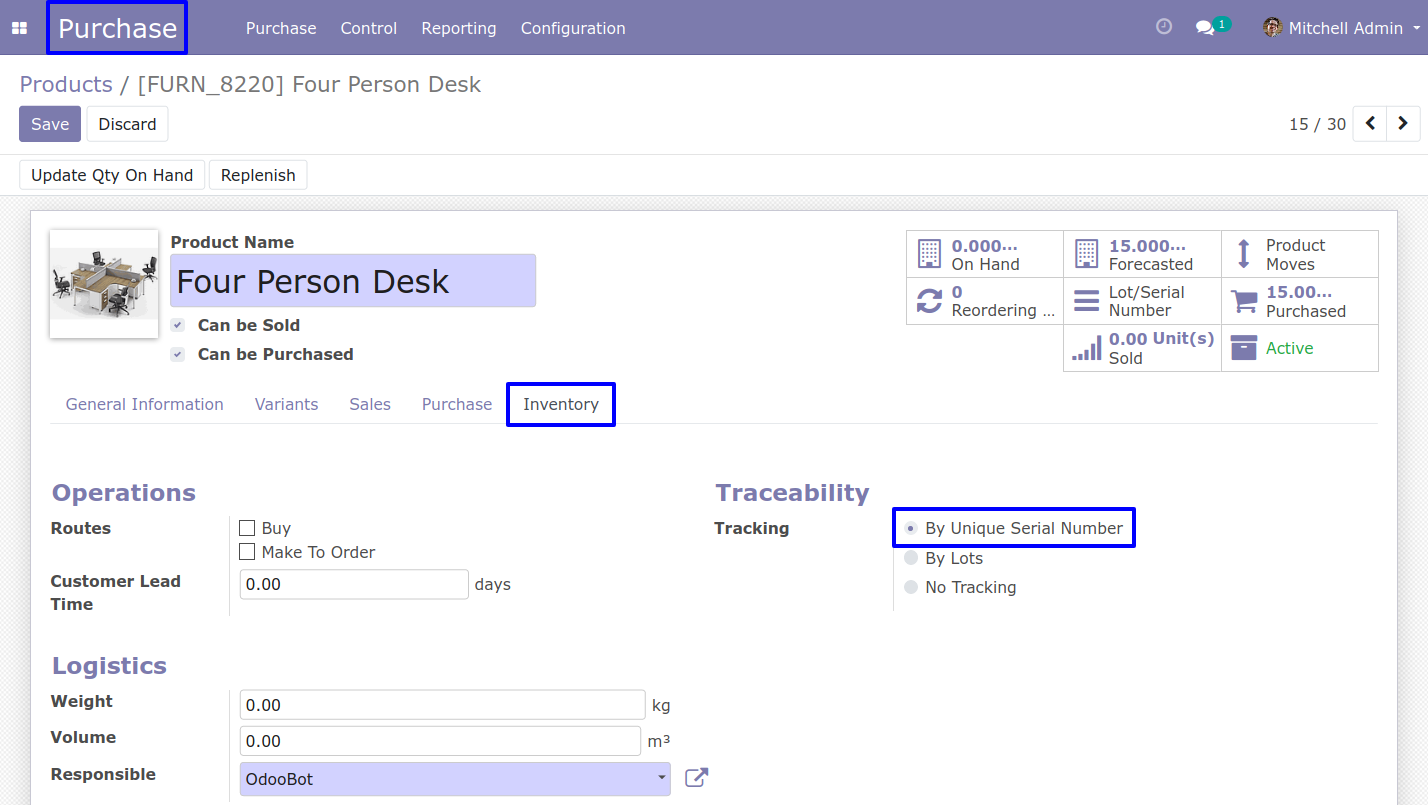 Purchase Purchase Control Reporting Configuration 1 Mitchell Admin
Products / [FURN_8220] Four Person Desk
Save Discard 15 / 30
Update Qty On Hand Replenish
Product Name
Four Person Desk
Can be Sold
Can be Purchased
0.000... On Hand
15.000... Forecasted
Product Moves
0 Reordering ...
Lot/Serial Number
15.00... Purchased
0.00 Unit(s) Sold
Active
General Information Variants Sales Purchase Inventory
Operations
Routes
Buy
Make To Order
Customer Lead Time
0.00 days
Traceability
Tracking
By Unique Serial Number
By Lots
No Tracking
Logistics
Weight 0.00 kg
Volume 0.00 m³
Responsible OdooBot